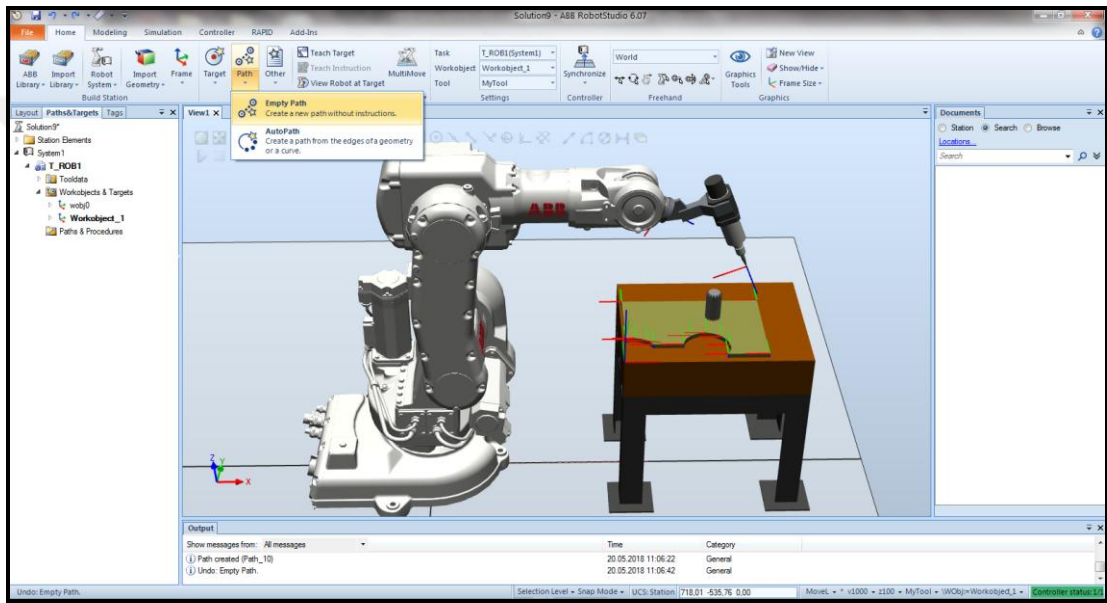 Solution9 - ABB RobotStudio 6.07
File Home Modeling Simulation Controller RAPID Add-Ins
ABB Library
Import Library
Robot System
Import Geometry
Frame
Target
Path
Other
Teach Target
Teach Instruction
View Robot at Target
MultiMove
Task T_ROB1(System1)
Workobject Workobject_1
Tool MyTool
Synchronize
World
Graphics Tools
New View
Show/Hide
Frame Size
Build Station
Settings
Controller
Freehand
Graphics
Empty Path
Create a new path without instructions.
AutoPath
Create a path from the edges of a geometry
or a curve.
Layout Paths&Targets Tags
View1
Solution9*
Station Elements
System1
T_ROB1
Tooldata
Workobjects & Targets
wobj0
Workobject_1
Paths & Procedures
ABB
Z
Y
X
Documents
Station Search Browse
Locations...
Search
Output
Show messages from: All messages Time Category
Path created (Path_10) 20.05.2018 11:06:22 General
Undo: Empty Path. 20.05.2018 11:06:42 General
Undo: Empty Path. Selection Level Snap Mode UCS: Station 718,01 -535,76 0,00 MoveL * v1000 z100 MyTool \WObj:=Workobject_1 Controller status: 1/1